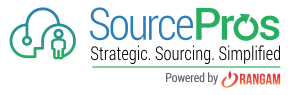 SourcePros
Strategic. Sourcing. Simplified
Powered by RANGAM